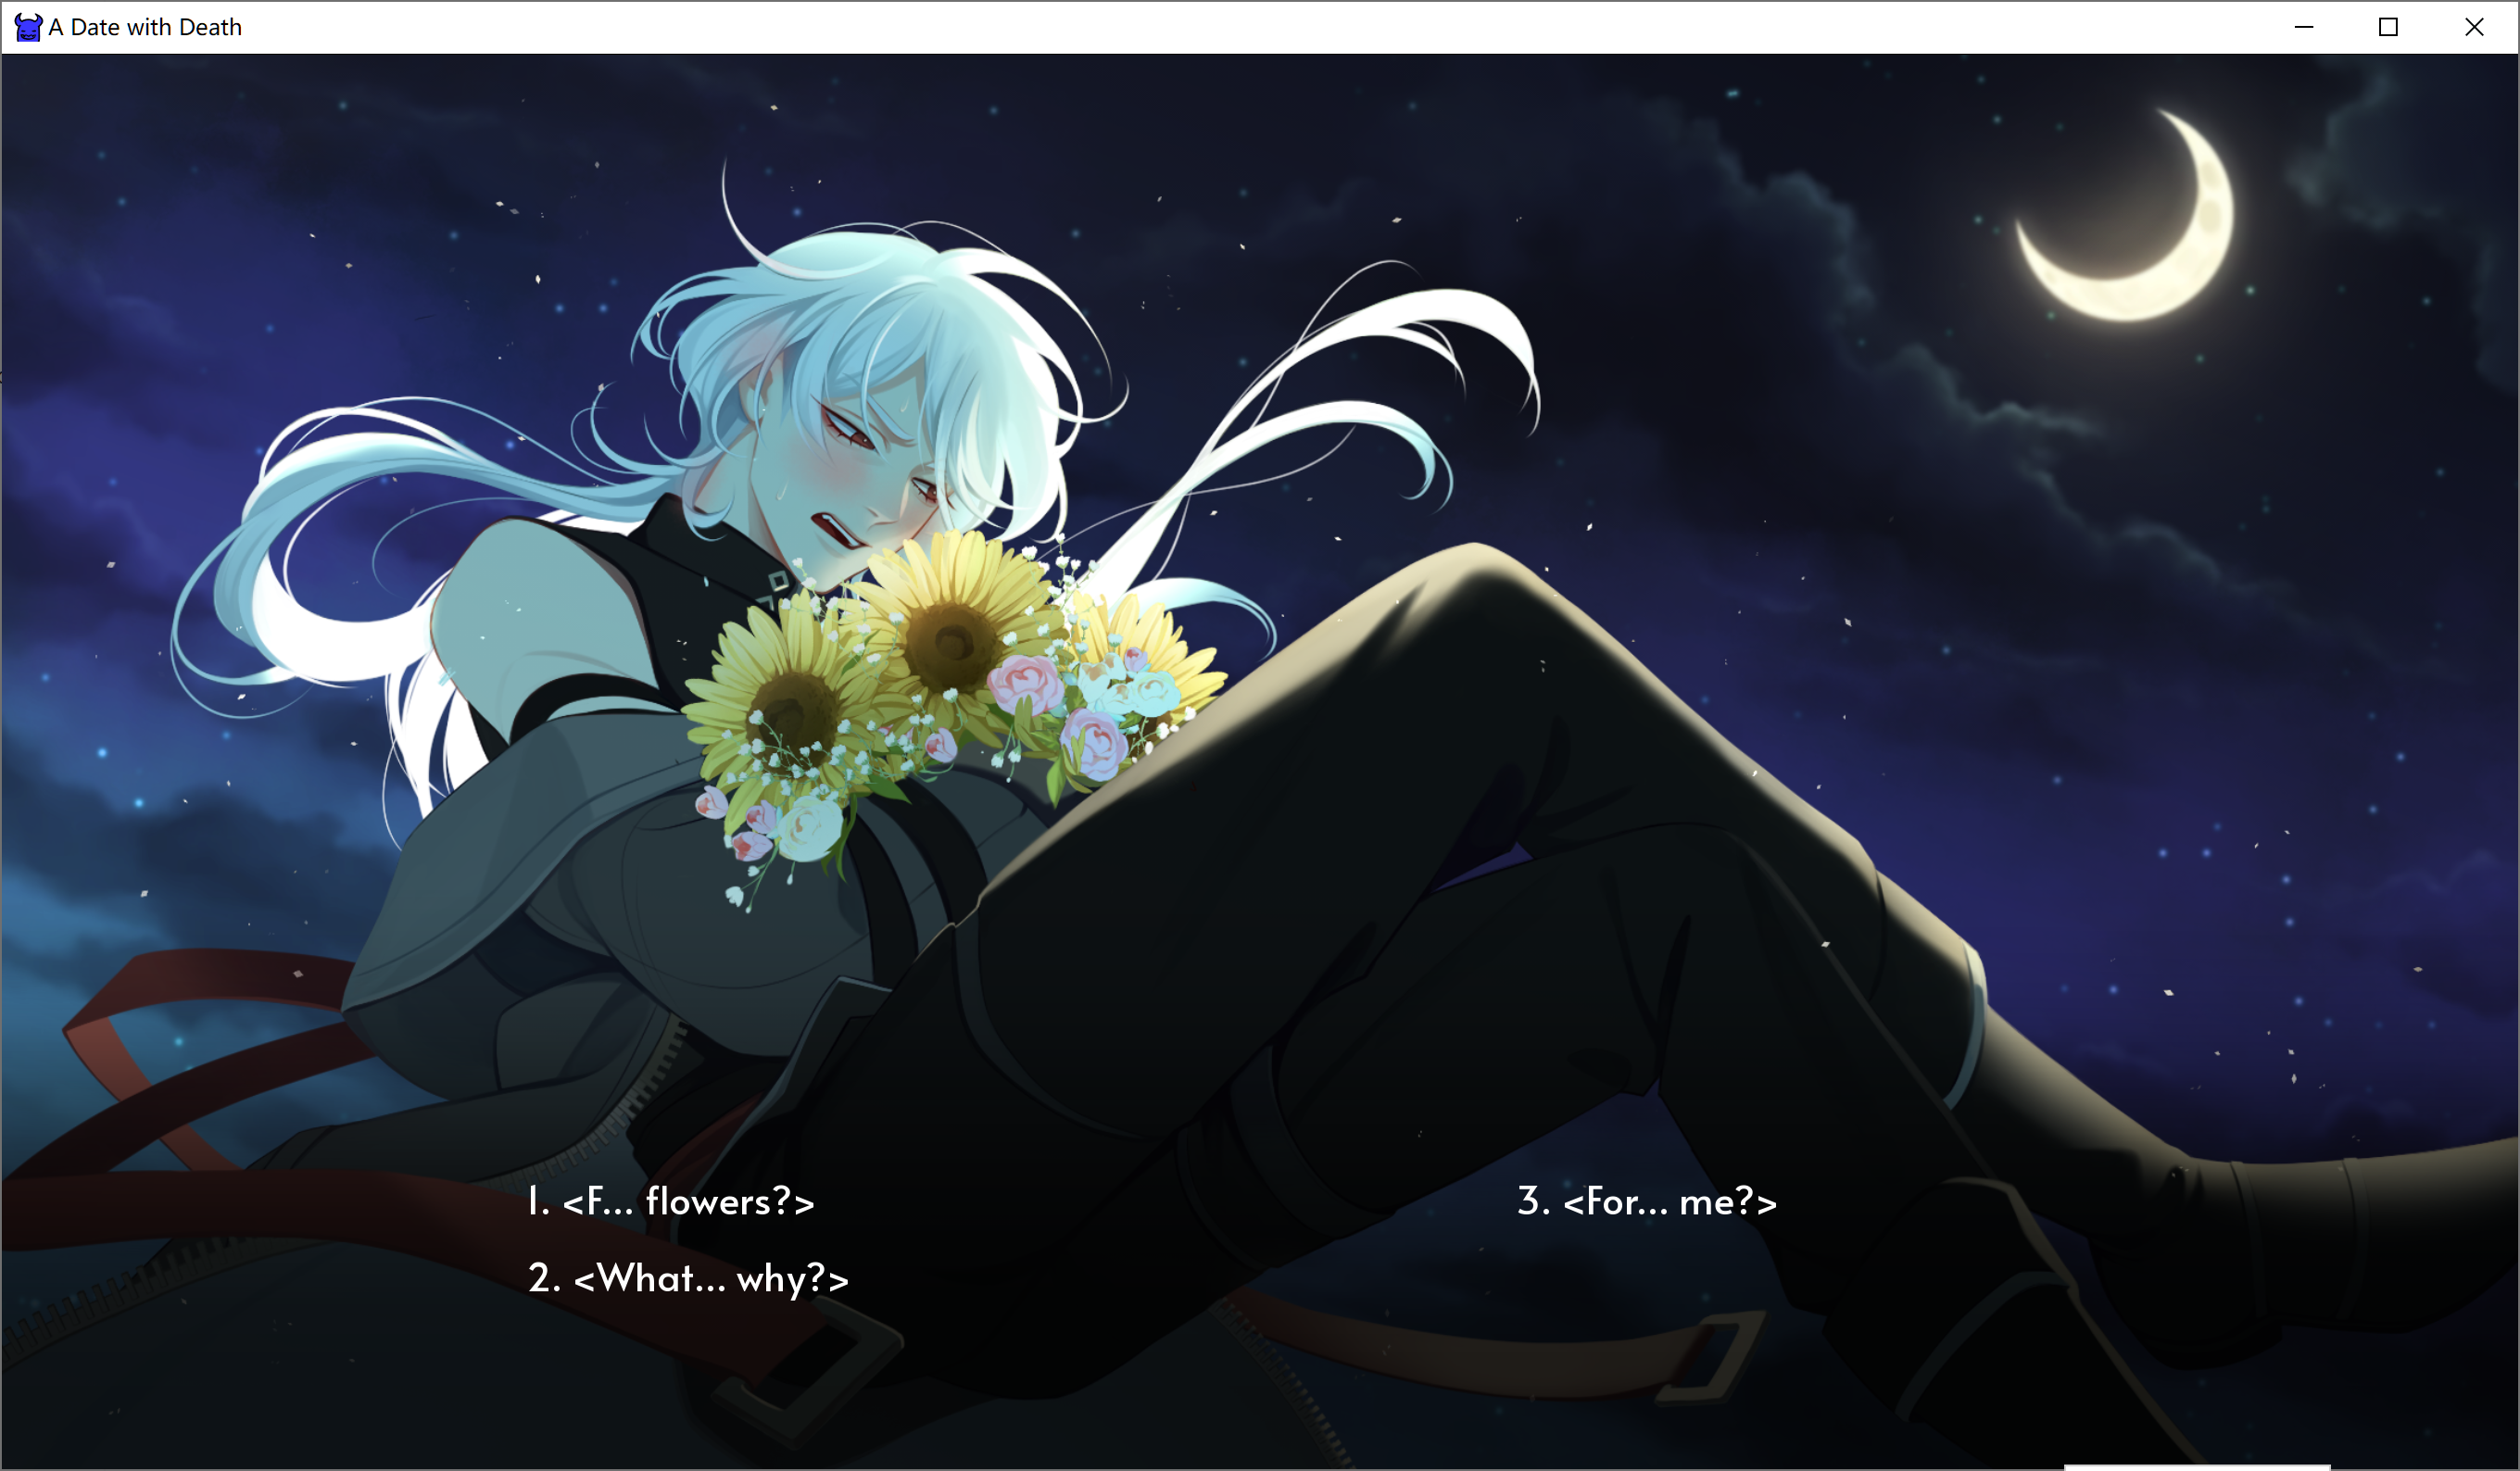 A Date with Death
1. <F... flowers?>
2. <What... why?>
3. <For... me?>